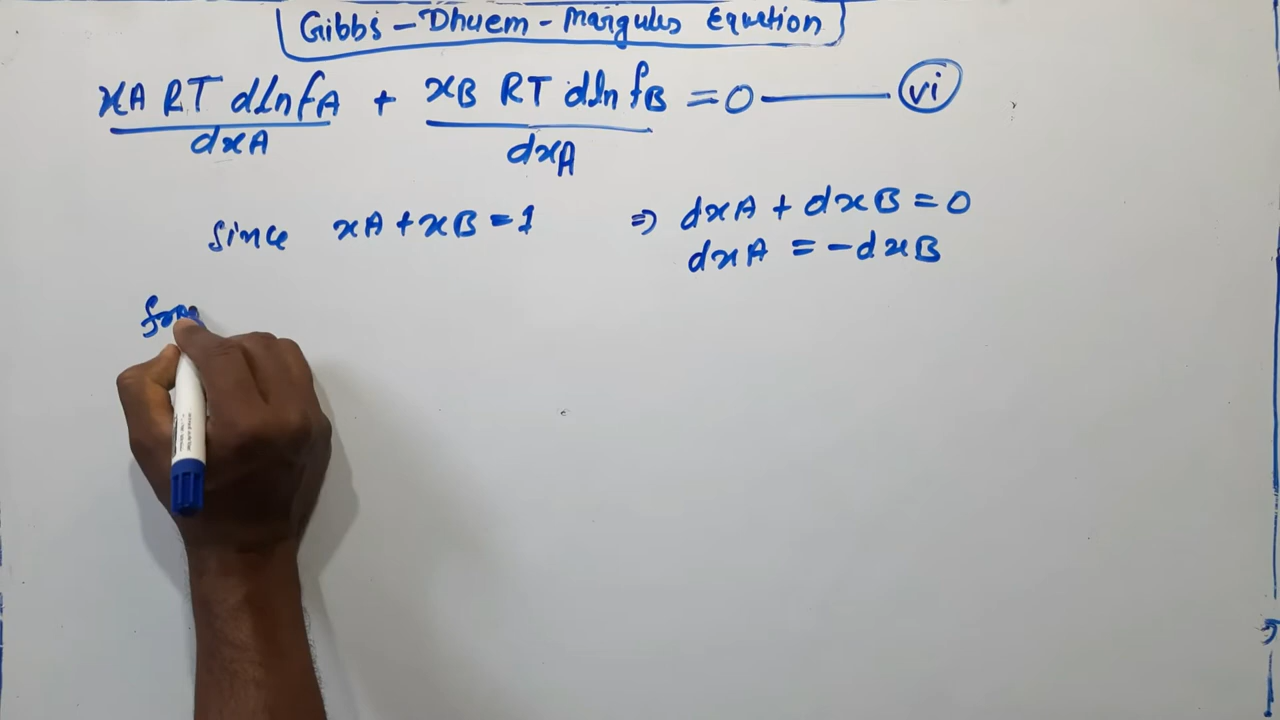 Gibbs - Dhuem - Margules Equation
xA RT dlnfA + xB RT dln fB = 0 —— vi
dxA dxA
Since xA + xB = 1 ⇒ dxA + dxB = 0
dxA = -dxB